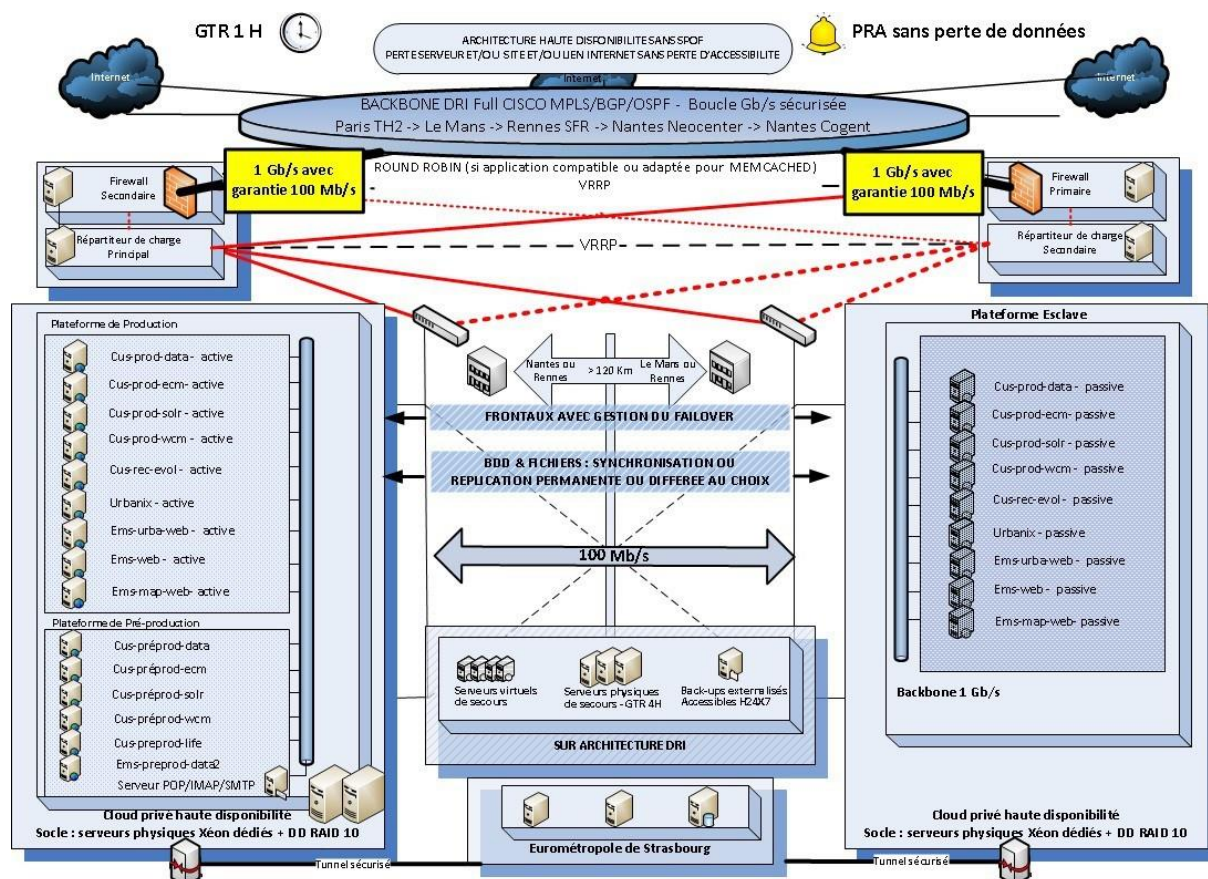 GTR 1 H
ARCHITECTURE HAUTE DISPONIBILITE SANS SPOF
PERTE SERVEUR ET/OU SITE ET/OU LIEN INTERNET SANS PERTE D'ACCESSIBILITE
PRA sans perte de données
Internet
Internet
Internet
BACKBONE DRI Full CISCO MPLS/BGP/OSPF - Boucle Gb/s sécurisée
Paris TH2 -> Le Mans -> Rennes SFR -> Nantes Neocenter -> Nantes Cogent
ROUND ROBIN (si application compatible ou adaptée pour MEMCACHED)
VRRP
1 Gb/s avec
garantie 100 Mb/s
1 Gb/s avec
garantie 100 Mb/s
Firewall
Secondaire
Répartiteur de charge
Principal
Firewall
Primaire
Répartiteur de charge
Secondaire
VRRP
Plateforme de Production
Cus-prod-data - active
Cus-prod-ecm - active
Cus-prod-solr - active
Cus-prod-wcm - active
Cus-rec-evol - active
Urbanix - active
Ems-urba-web - active
Ems-web - active
Ems-map-web- active
Plateforme de Pré-production
Cus-préprod-data
Cus-préprod-ecm
Cus-préprod-solr
Cus-préprod-wcm
Cus-preprod-life
Ems-preprod-data2
Serveur POP/IMAP/SMTP
Cloud privé haute disponibilité
Socle : serveurs physiques Xéon dédiés + DD RAID 10
Nantes ou
Rennes
> 120 Km
Le Mans ou
Rennes
FRONTAUX AVEC GESTION DU FAILOVER
BDD & FICHIERS : SYNCHRONISATION OU
REPLICATION PERMANENTE OU DIFFEREE AU CHOIX
100 Mb/s
Serveurs virtuels
de secours
Serveurs physiques
de secours - GTR 4H
Back-ups externalisés
Accessibles H24X7
SUR ARCHITECTURE DRI
Eurométropole de Strasbourg
Tunnel sécurisé
Tunnel sécurisé
Plateforme Esclave
Cus-prod-data - passive
Cus-prod-ecm- passive
Cus-prod-solr - passive
Cus-prod-wcm - passive
Cus-rec-evol - passive
Urbanix - passive
Ems-urba-web - passive
Ems-web - passive
Ems-map-web- passive
Backbone 1 Gb/s
Cloud privé haute disponibilité
Socle : serveurs physiques Xéon dédiés + DD RAID 10